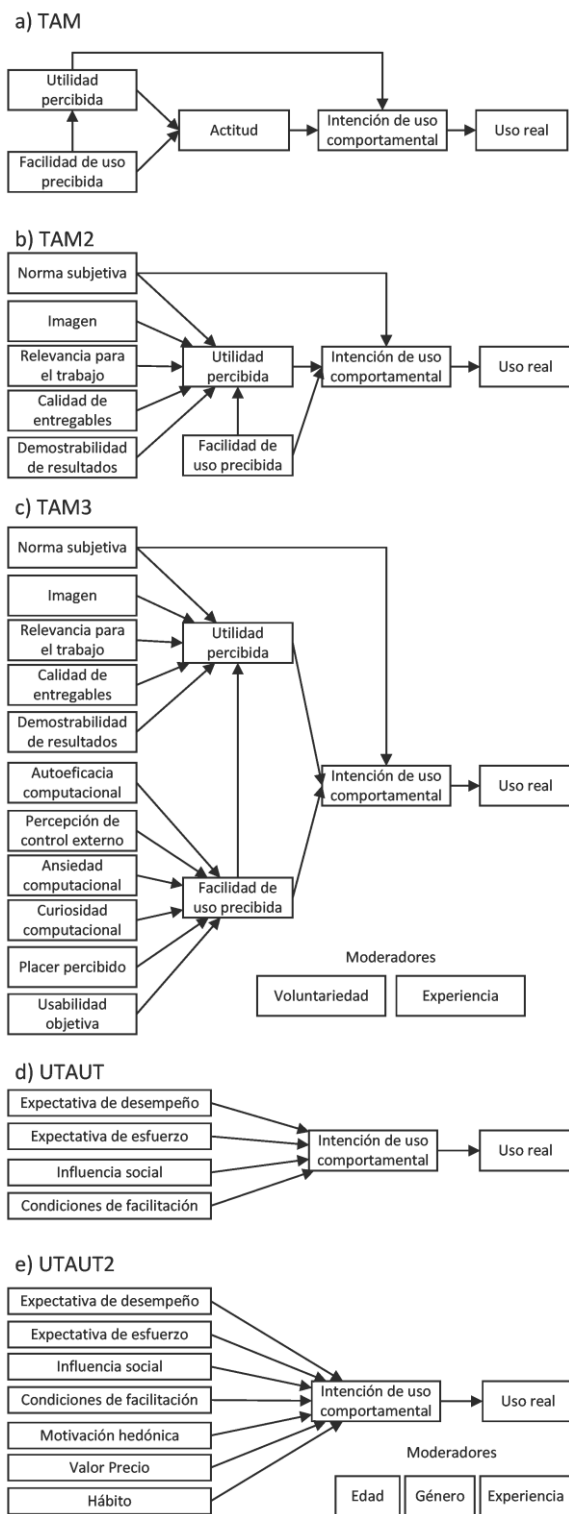 a) TAM
Utilidad
percibida
Actitud
Intención de uso
comportamental
Uso real
Facilidad de uso
precibida
b) TAM2
Norma subjetiva
Imagen
Relevancia para
el trabajo
Calidad de
entregables
Demostrabilidad
de resultados
Utilidad
percibida
Facilidad de
uso precibida
Intención de uso
comportamental
Uso real
c) TAM3
Norma subjetiva
Imagen
Relevancia para
el trabajo
Calidad de
entregables
Demostrabilidad
de resultados
Utilidad
percibida
Autoeficacia
computacional
Percepción de
control externo
Ansiedad
computacional
Curiosidad
computacional
Placer percibido
Usabilidad
objetiva
Facilidad de
uso precibida
Intención de uso
comportamental
Uso real
Moderadores
Voluntariedad
Experiencia
d) UTAUT
Expectativa de desempeño
Expectativa de esfuerzo
Influencia social
Condiciones de facilitación
Intención de uso
comportamental
Uso real
e) UTAUT2
Expectativa de desempeño
Expectativa de esfuerzo
Influencia social
Condiciones de facilitación
Motivación hedónica
Valor Precio
Hábito
Intención de uso
comportamental
Uso real
Moderadores
Edad
Género
Experiencia